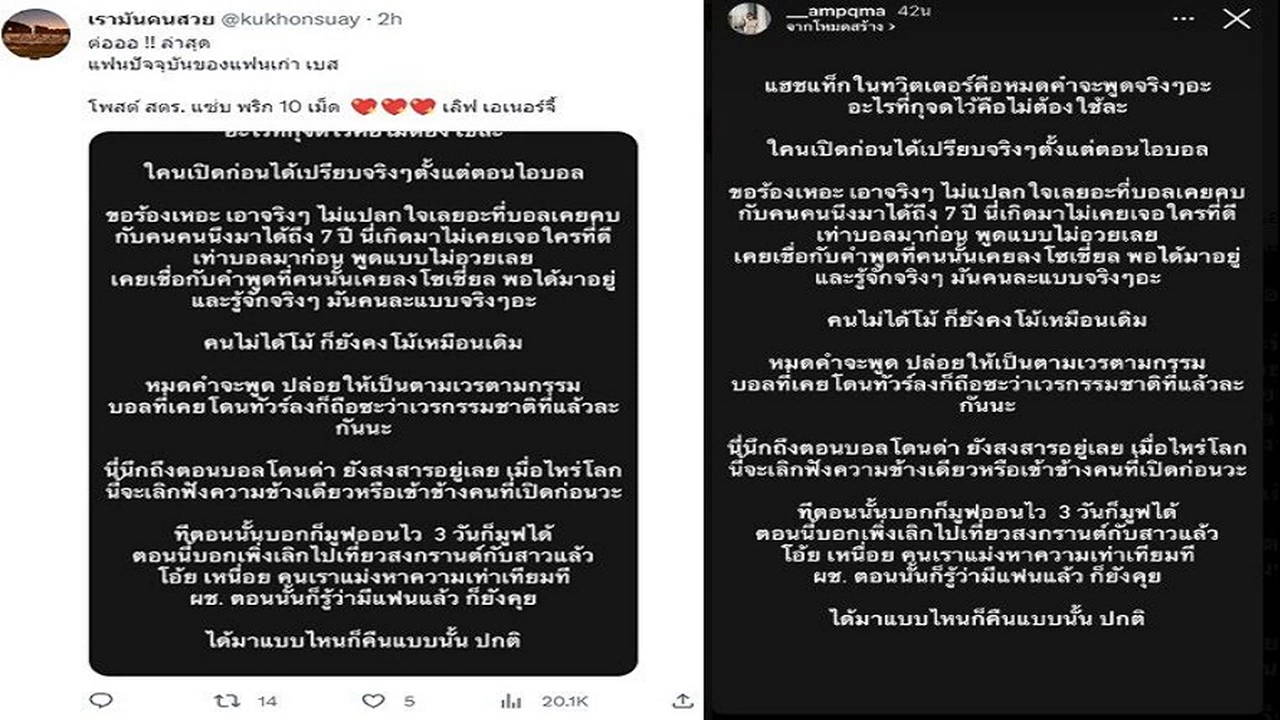 เรามันคนสวย @kukhonsuay · 2h
ค่อออ !! ล่าสุด
แฟนปัจจุบันของแฟนเก่า เบส
โพสต์ สตร. แซ่บ พริก 10 เม็ด 💖💖💖 เลิฟ เอเนอร์จี้
อะไรที่กุจดไว้คือไม่ต้องใช้ละ
ใคนเปิดก่อนได้เปรียบจริงๆตั้งแต่ตอนไอบอล
ขอร้องเหอะ เอาจริงๆ ไม่แปลกใจเลยอะที่บอลเคยคบ
กับคนคนนึงมาได้ถึง 7 ปี นี่เกิดมาไม่เคยเจอใครที่ดี
เท่าบอลมาก่อน พูดแบบไม่อวยเลย
เคยเชื่อกับคำพูดที่คนนั้นเคยลงโซเชี่ยล พอได้มาอยู่
และรู้จักจริงๆ มันคนละแบบจริงๆอะ
คนไม่ได้โม้ ก็ยังคงโม้เหมือนเดิม
หมดคำจะพูด ปล่อยให้เป็นตามเวรตามกรรม
บอลที่เคยโดนทัวร์ลงก็ถือซะว่าเวรกรรมชาติที่แล้วละ
กันนะ
นี่นึกถึงตอนบอลโดนด่า ยังสงสารอยู่เลย เมื่อไหร่โลก
นี้จะเลิกฟังความข้างเดียวหรือเข้าข้างคนที่เปิดก่อนวะ
ทีตอนนั้นบอกก็มูฟออนไว 3 วันก็มูฟได้
ตอนนี้บอกเพิ่งเลิกไปเที่ยวสงกรานต์กับสาวแล้ว
โอ้ย เหนื่อย คนเราแม่งหาความเท่าเทียมที
ผช. ตอนนั้นก็รู้ว่ามีแฟนแล้ว ก็ยังคุย
ได้มาแบบไหนก็คืนแบบนั้น ปกติ
14 5 20.1K
__ampqma 42น
จากโหมดสร้าง >
แฮชแท็กในทวิตเตอร์คือหมดคำจะพูดจริงๆอะ
อะไรที่กุจดไว้คือไม่ต้องใช้ละ
ใคนเปิดก่อนได้เปรียบจริงๆตั้งแต่ตอนไอบอล
ขอร้องเหอะ เอาจริงๆ ไม่แปลกใจเลยอะที่บอลเคยคบ
กับคนคนนึงมาได้ถึง 7 ปี นี่เกิดมาไม่เคยเจอใครที่ดี
เท่าบอลมาก่อน พูดแบบไม่อวยเลย
เคยเชื่อกับคำพูดที่คนนั้นเคยลงโซเชี่ยล พอได้มาอยู่
และรู้จักจริงๆ มันคนละแบบจริงๆอะ
คนไม่ได้โม้ ก็ยังคงโม้เหมือนเดิม
หมดคำจะพูด ปล่อยให้เป็นตามเวรตามกรรม
บอลที่เคยโดนทัวร์ลงก็ถือซะว่าเวรกรรมชาติที่แล้วละ
กันนะ
นี่นึกถึงตอนบอลโดนด่า ยังสงสารอยู่เลย เมื่อไหร่โลก
นี้จะเลิกฟังความข้างเดียวหรือเข้าข้างคนที่เปิดก่อนวะ
ทีตอนนั้นบอกก็มูฟออนไว 3 วันก็มูฟได้
ตอนนี้บอกเพิ่งเลิกไปเที่ยวสงกรานต์กับสาวแล้ว
โอ้ย เหนื่อย คนเราแม่งหาความเท่าเทียมที
ผช. ตอนนั้นก็รู้ว่ามีแฟนแล้ว ก็ยังคุย
ได้มาแบบไหนก็คืนแบบนั้น ปกติ